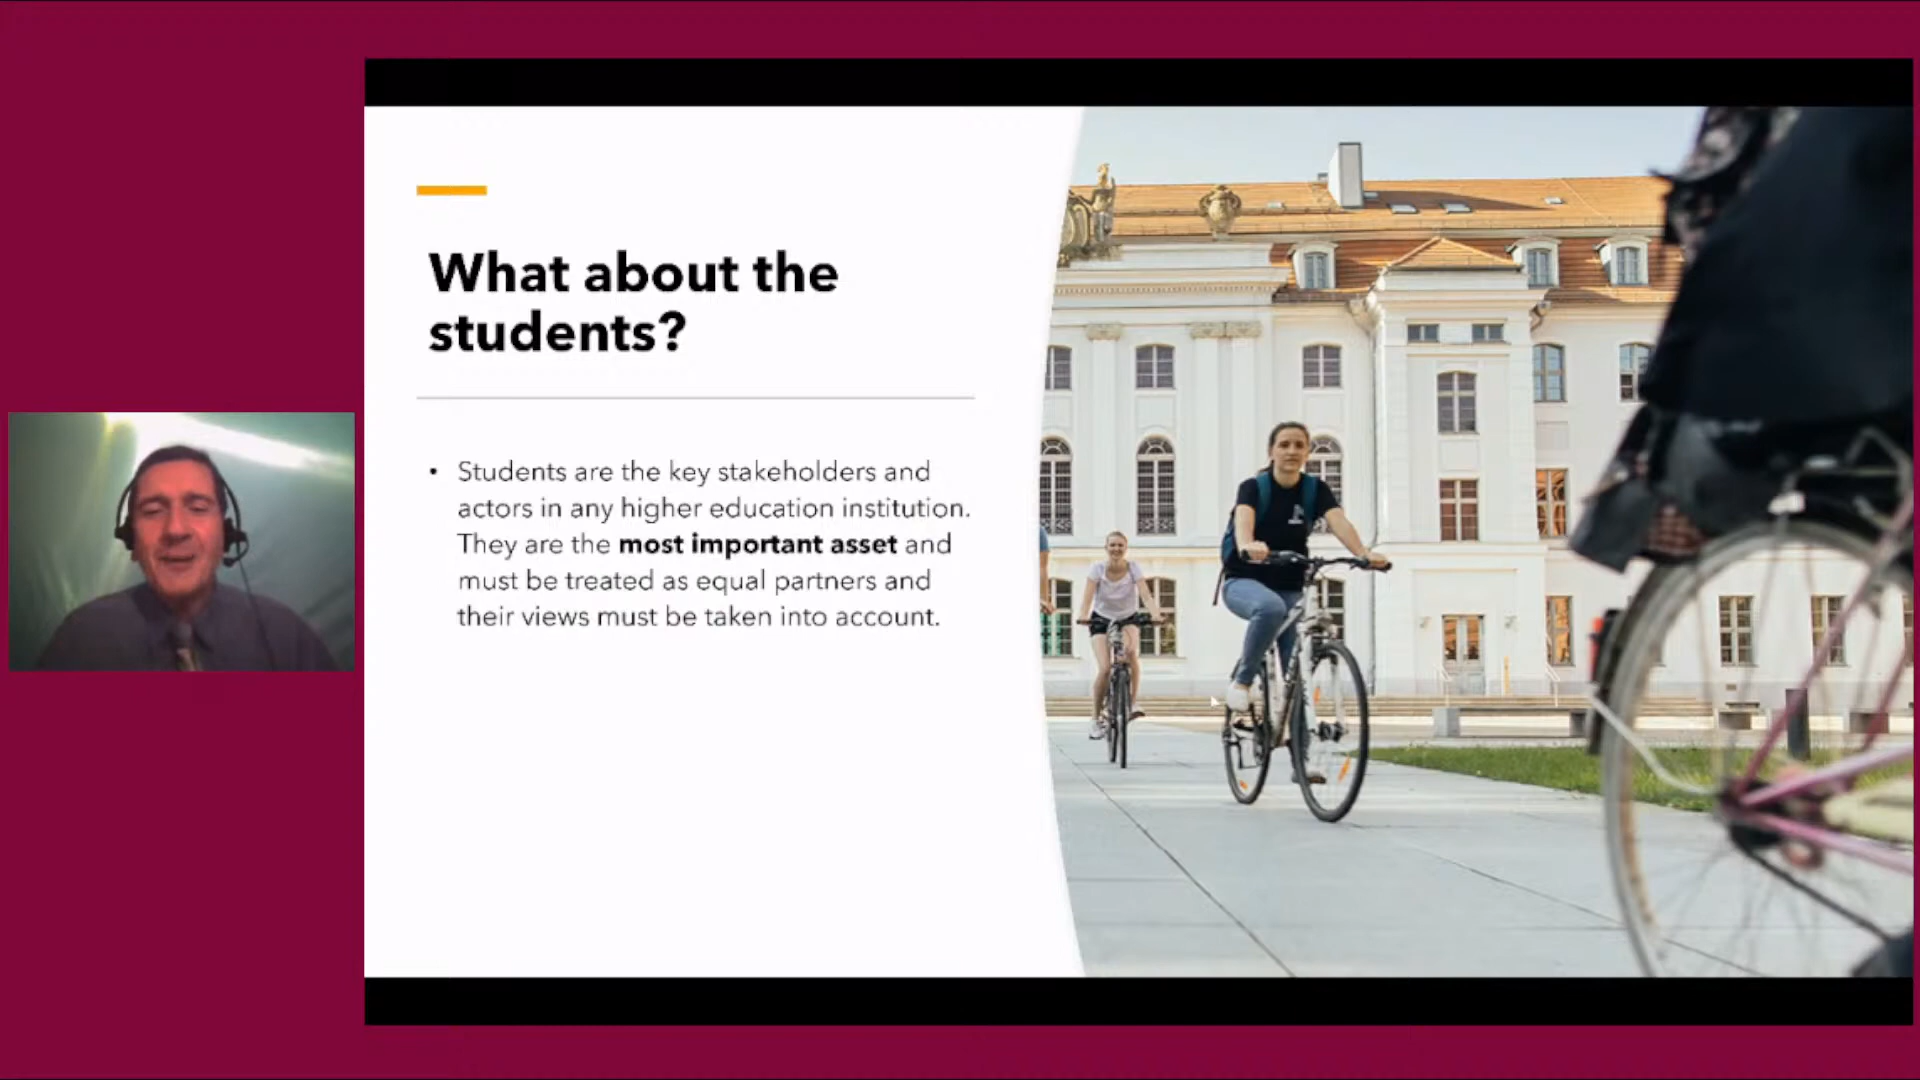 What about the
students?
• Students are the key stakeholders and
actors in any higher education institution.
They are the most important asset and
must be treated as equal partners and
their views must be taken into account.